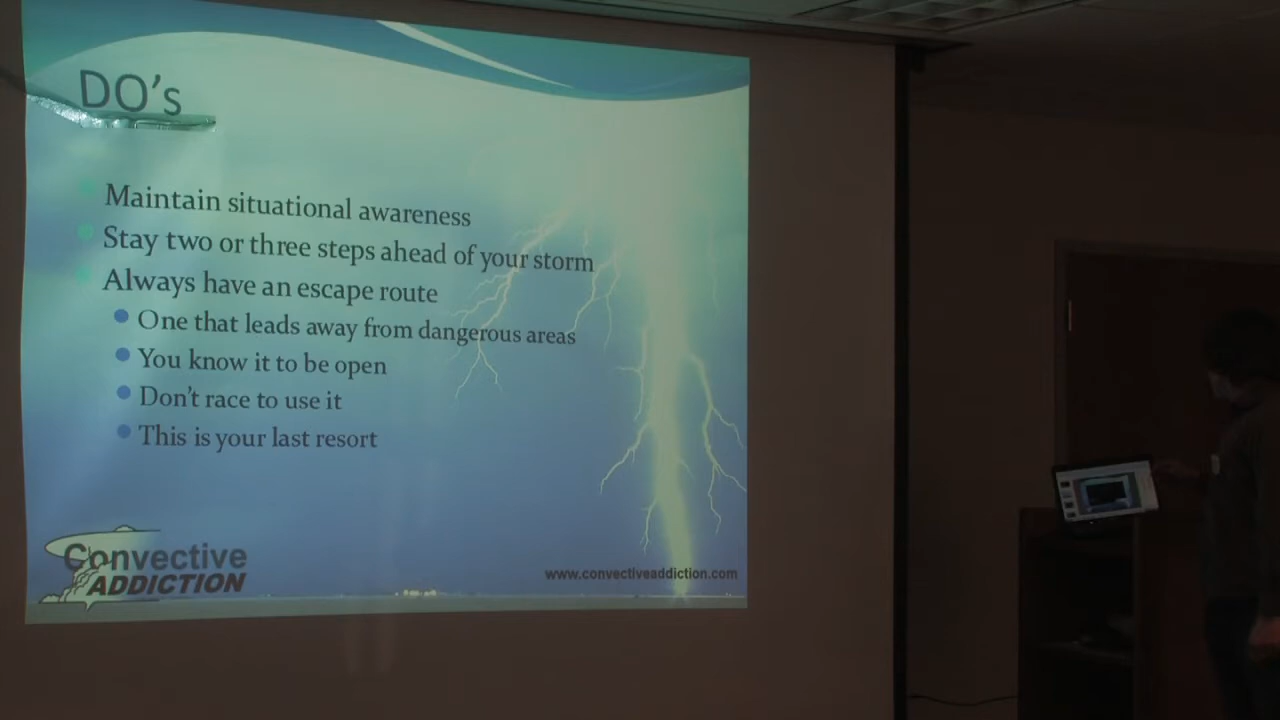 DO's
Maintain situational awareness
Stay two or three steps ahead of your storm
Always have an escape route
One that leads away from dangerous areas
You know it to be open
Don't race to use it
This is your last resort
Convective
ADDICTION
www.convectiveaddiction.com